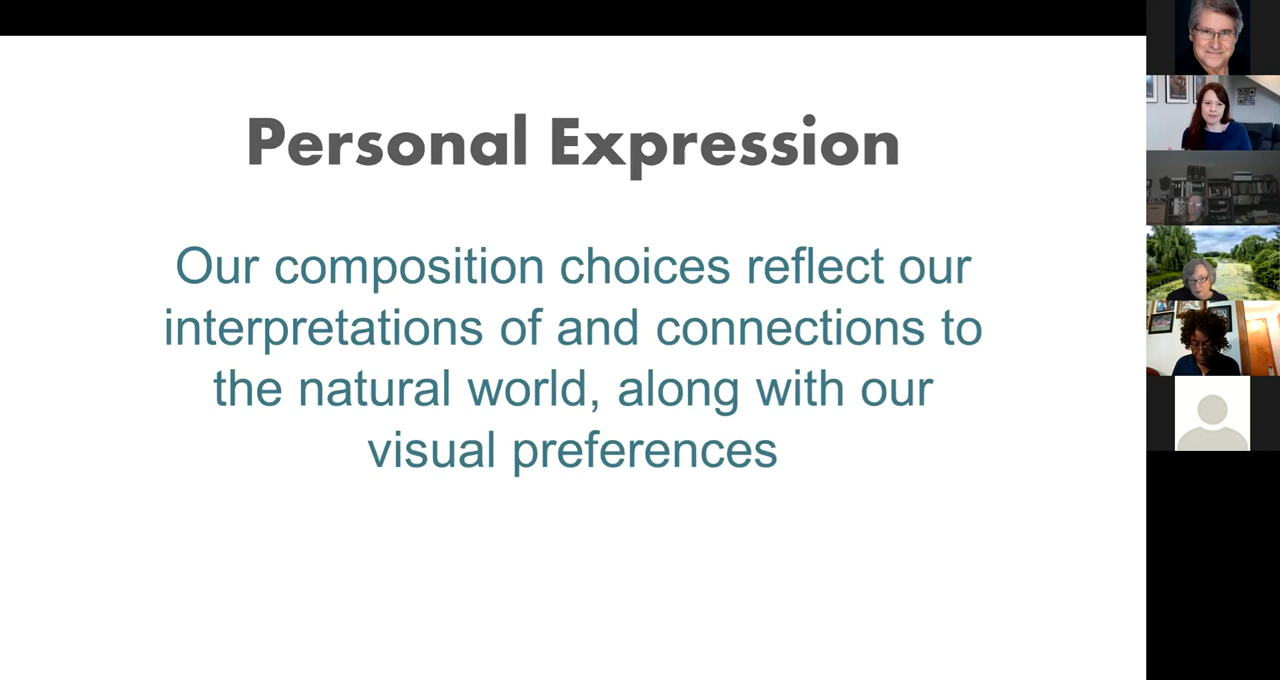 Personal Expression
Our composition choices reflect our
interpretations of and connections to
the natural world, along with our
visual preferences